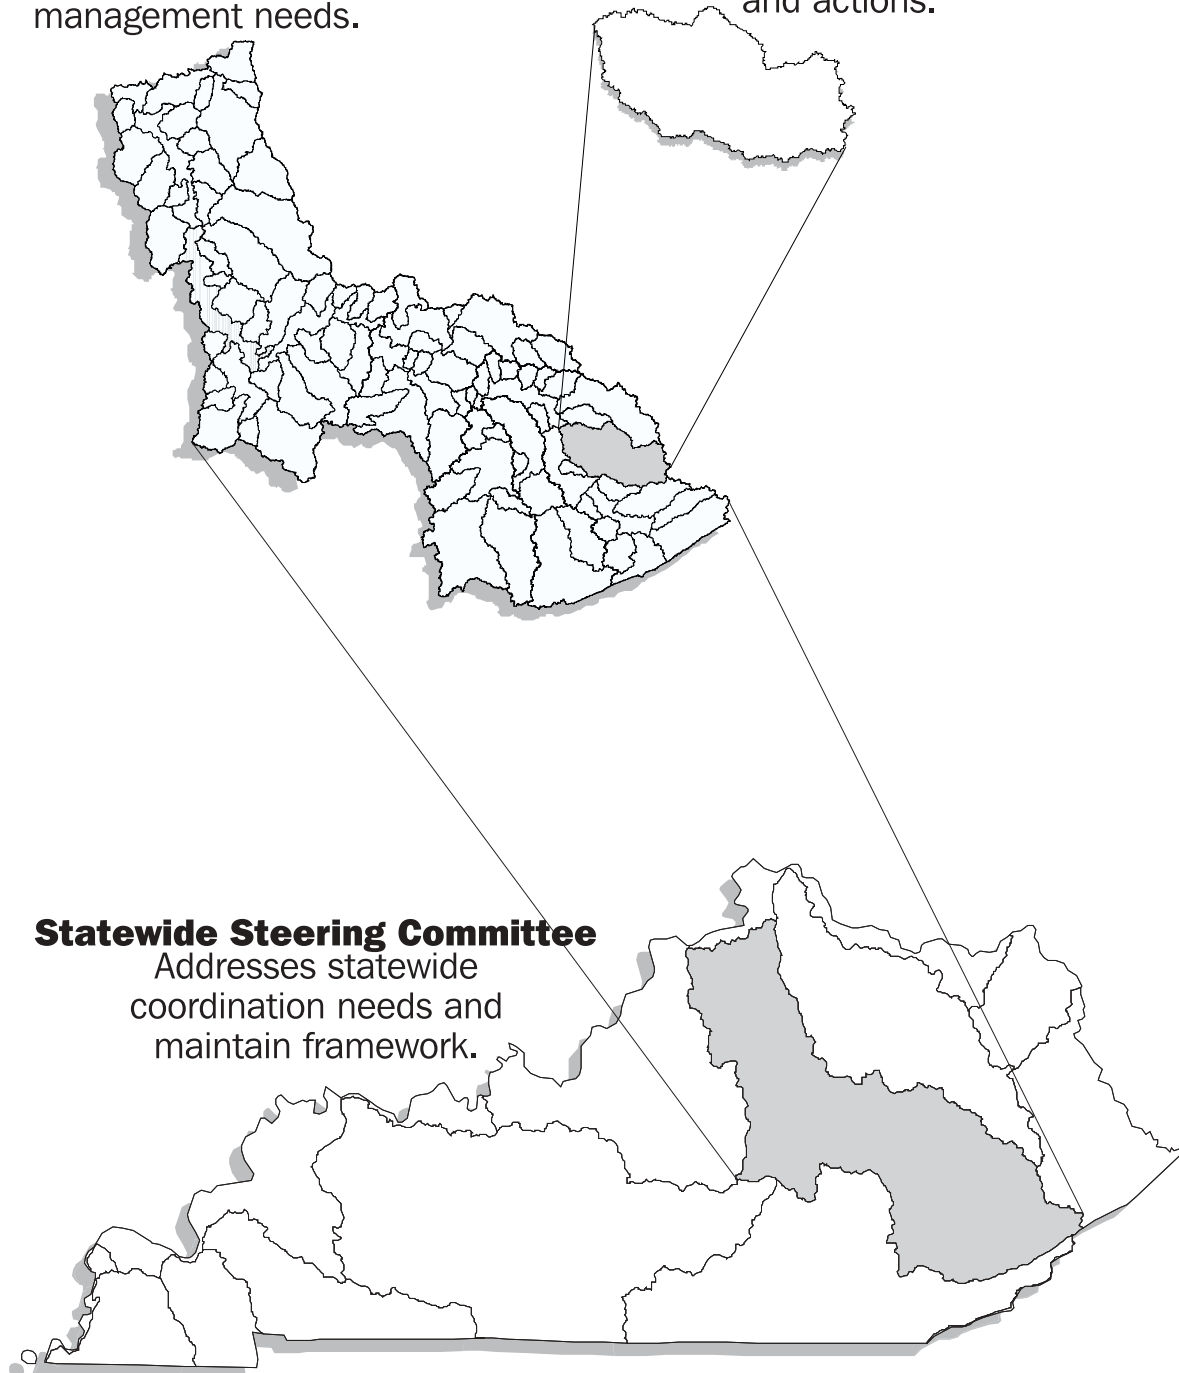 management needs.
and actions.
Statewide Steering Committee
Addresses statewide
coordination needs and
maintain framework.